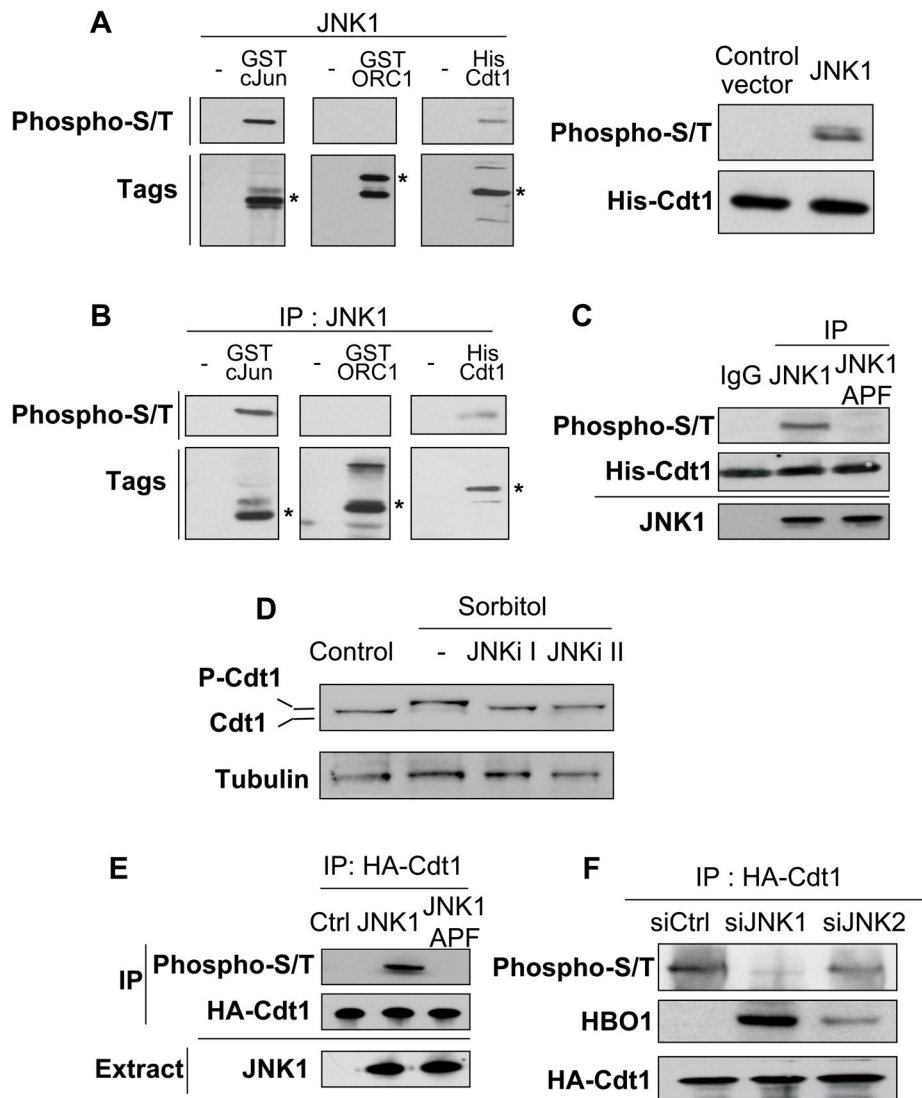 A
JNK1
- GST cJun - GST ORC1 - His Cdt1
Phospho-S/T
Tags
*
*
*
Control vector JNK1
Phospho-S/T
His-Cdt1
B
IP : JNK1
- GST cJun - GST ORC1 - His Cdt1
Phospho-S/T
Tags
*
*
*
C
IP
IgG JNK1 JNK1 APF
Phospho-S/T
His-Cdt1
JNK1
D
Sorbitol
Control - JNKi I JNKi II
P-Cdt1
Cdt1
Tubulin
E
IP: HA-Cdt1
Ctrl JNK1 JNK1 APF
IP
Phospho-S/T
HA-Cdt1
Extract
JNK1
F
IP : HA-Cdt1
siCtrl siJNK1 siJNK2
Phospho-S/T
HBO1
HA-Cdt1